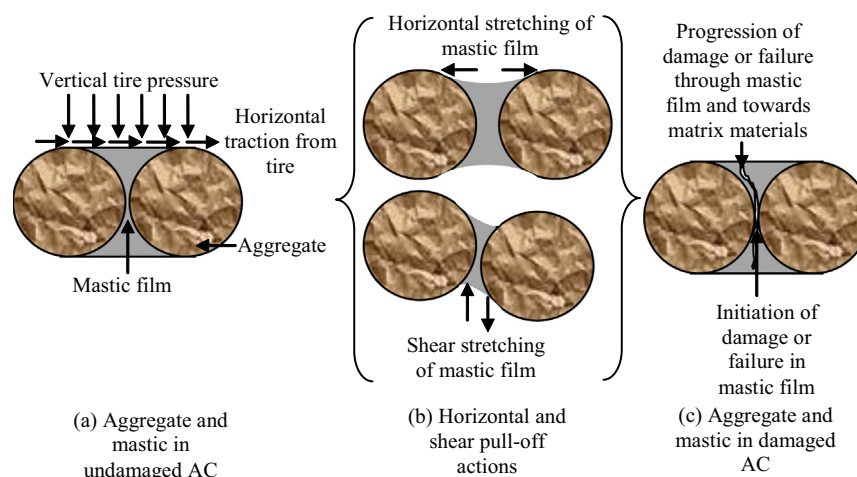 Vertical tire pressure
Horizontal
traction from
tire
Aggregate
Mastic film
(a) Aggregate and
mastic in
undamaged AC
Horizontal stretching of
mastic film
Shear stretching
of mastic film
(b) Horizontal and
shear pull-off
actions
Progression of
damage or failure
through mastic
film and towards
matrix materials
Initiation of
damage or
failure in
mastic film
(c) Aggregate and
mastic in damaged
AC